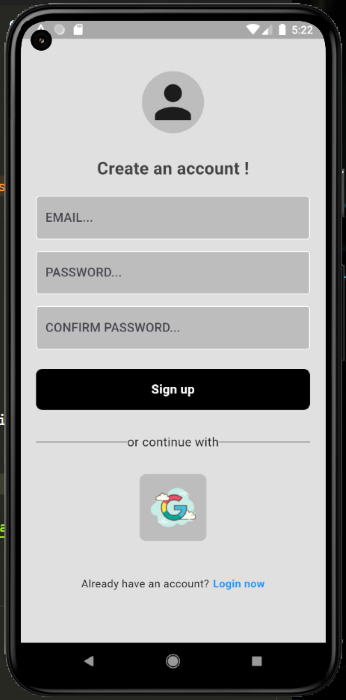 5:22
Create an account !
EMAIL...
PASSWORD...
CONFIRM PASSWORD...
Sign up
or continue with
G
Already have an account? Login now